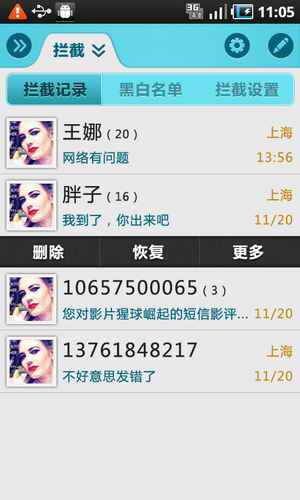 3G
11:05
拦截
拦截记录 黑白名单 拦截设置
王娜(20) 上海
网络有问题 13:56
胖子(16) 上海
我到了，你出来吧 11/20
删除 恢复 更多
10657500065(3)
您对影片猩球崛起的短信影评... 11/20
13761848217 上海
不好意思发错了 11/20